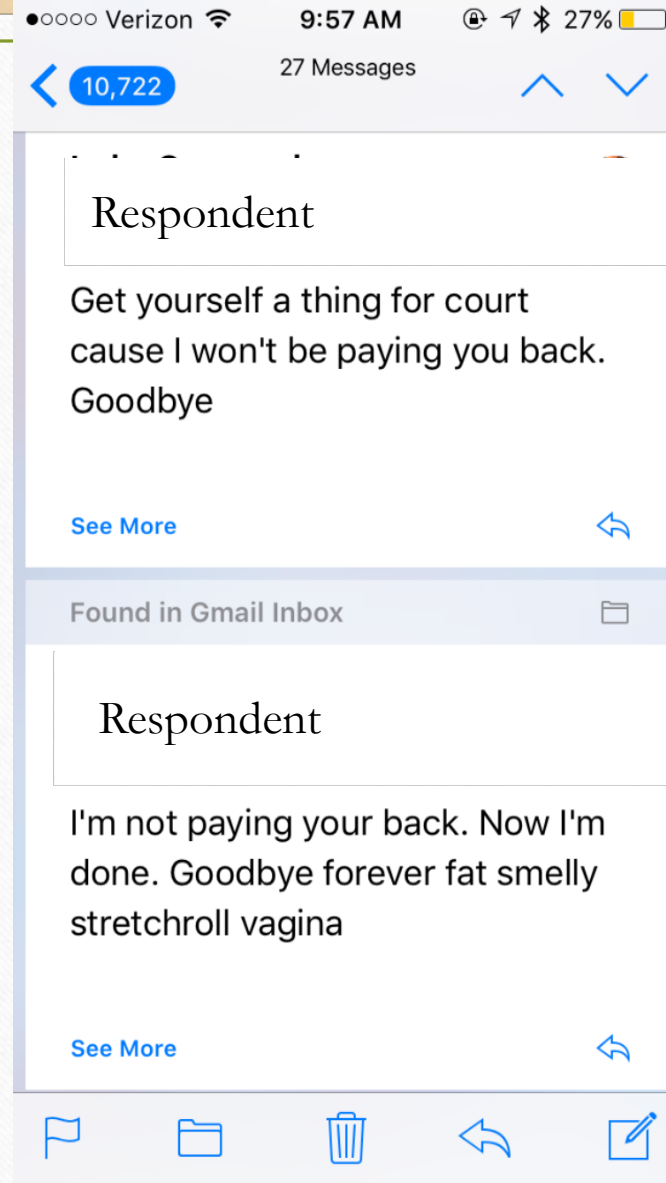 Verizon 9:57 AM 27%
10,722 27 Messages
Respondent
Get yourself a thing for court
cause I won't be paying you back.
Goodbye
See More
Found in Gmail Inbox
Respondent
I'm not paying your back. Now I'm
done. Goodbye forever fat smelly
stretchroll vagina
See More